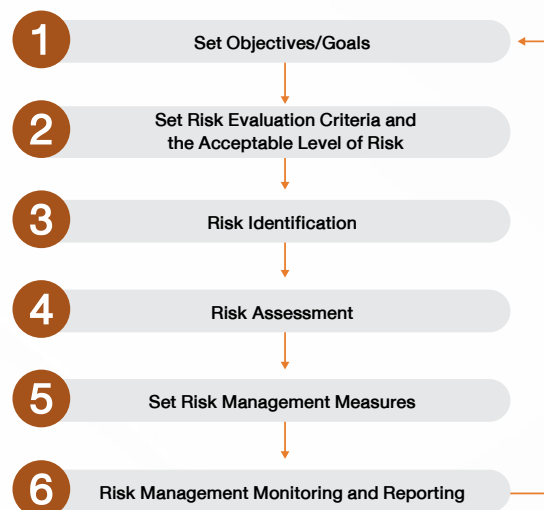 1
Set Objectives/Goals
2
Set Risk Evaluation Criteria and
the Acceptable Level of Risk
3
Risk Identification
4
Risk Assessment
5
Set Risk Management Measures
6
Risk Management Monitoring and Reporting